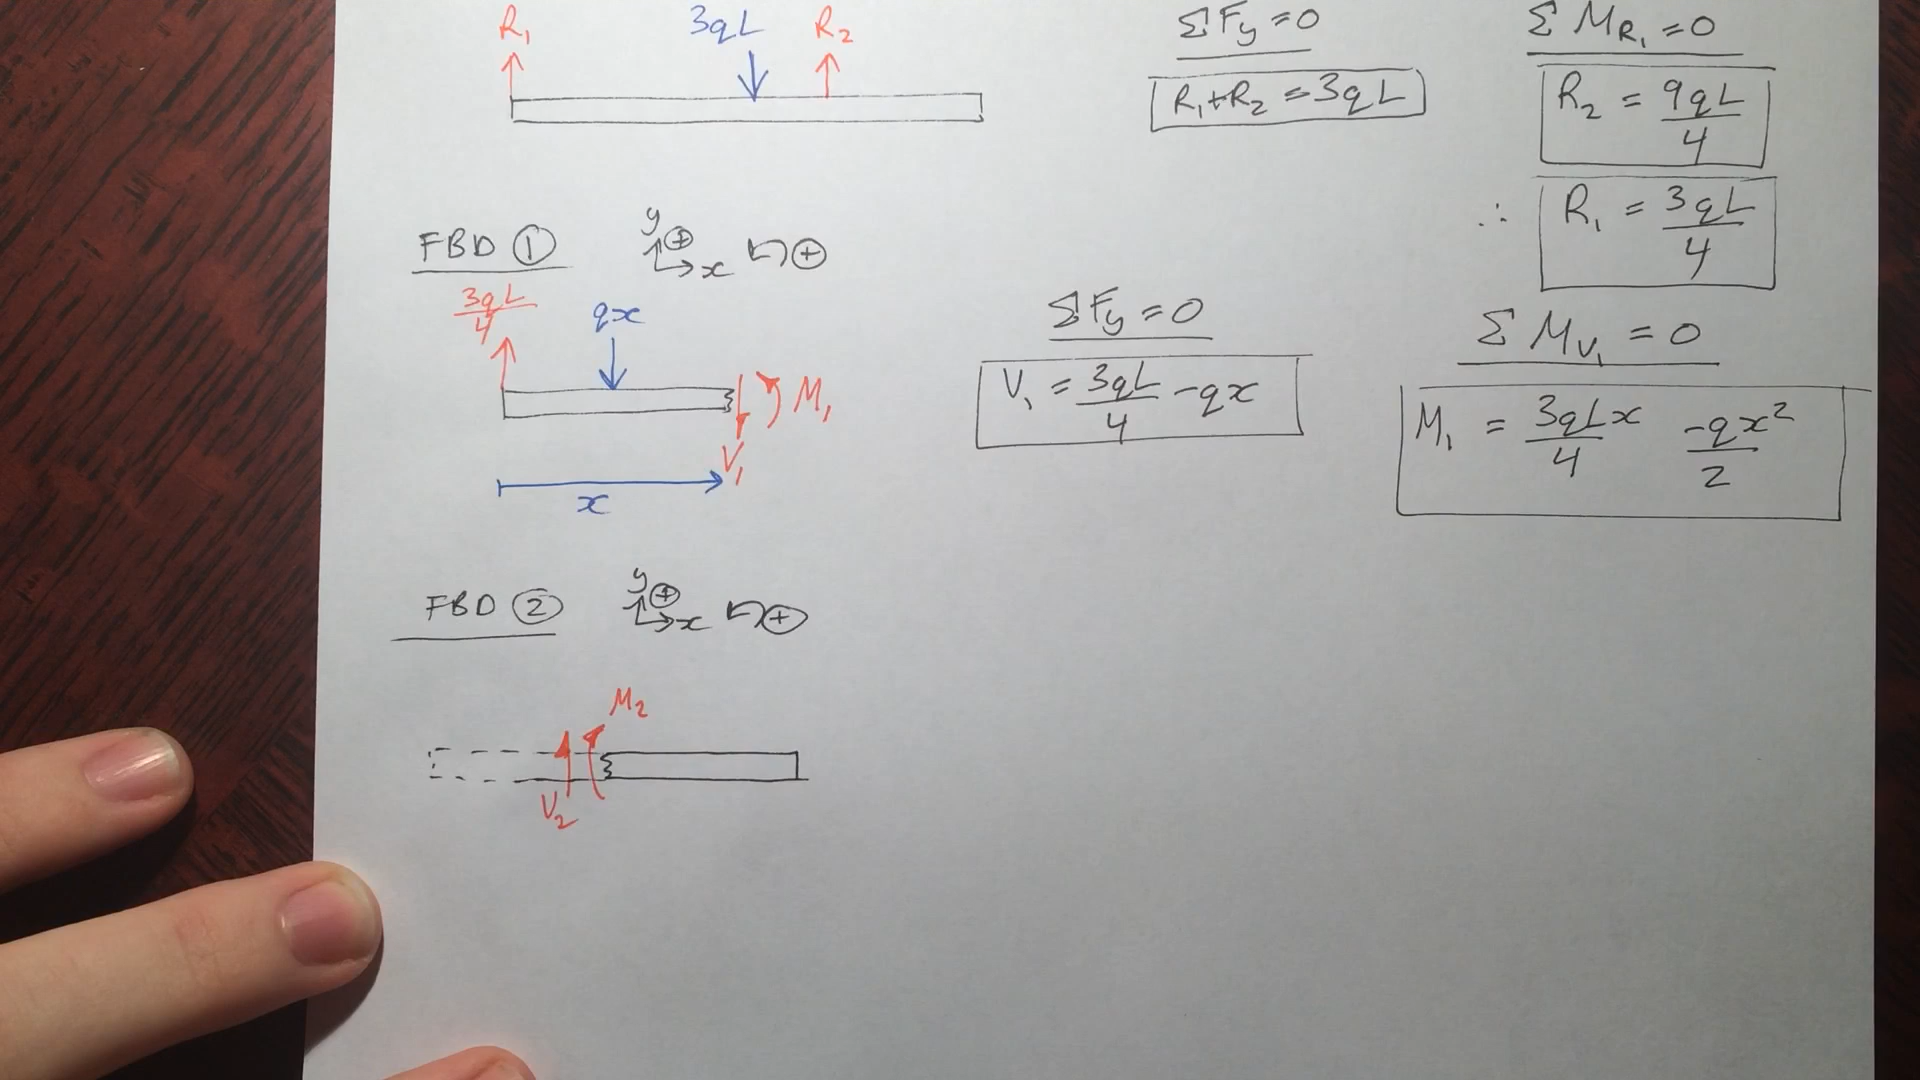 R₁ 3qL R₂
ΣFy = 0
R₁+R₂ = 3qL
ΣM_R₁ = 0
R₂ = 9qL/4
∴ R₁ = 3qL/4
FBD ① y ⊕ x ⊕
3qL/4 qx
M₁
V₁
x
ΣFy = 0
V₁ = 3qL/4 - qx
ΣM_V₁ = 0
M₁ = 3qLx/4 -qx²/2
FBD ② y ⊕ x ⊕
M₂
V₂